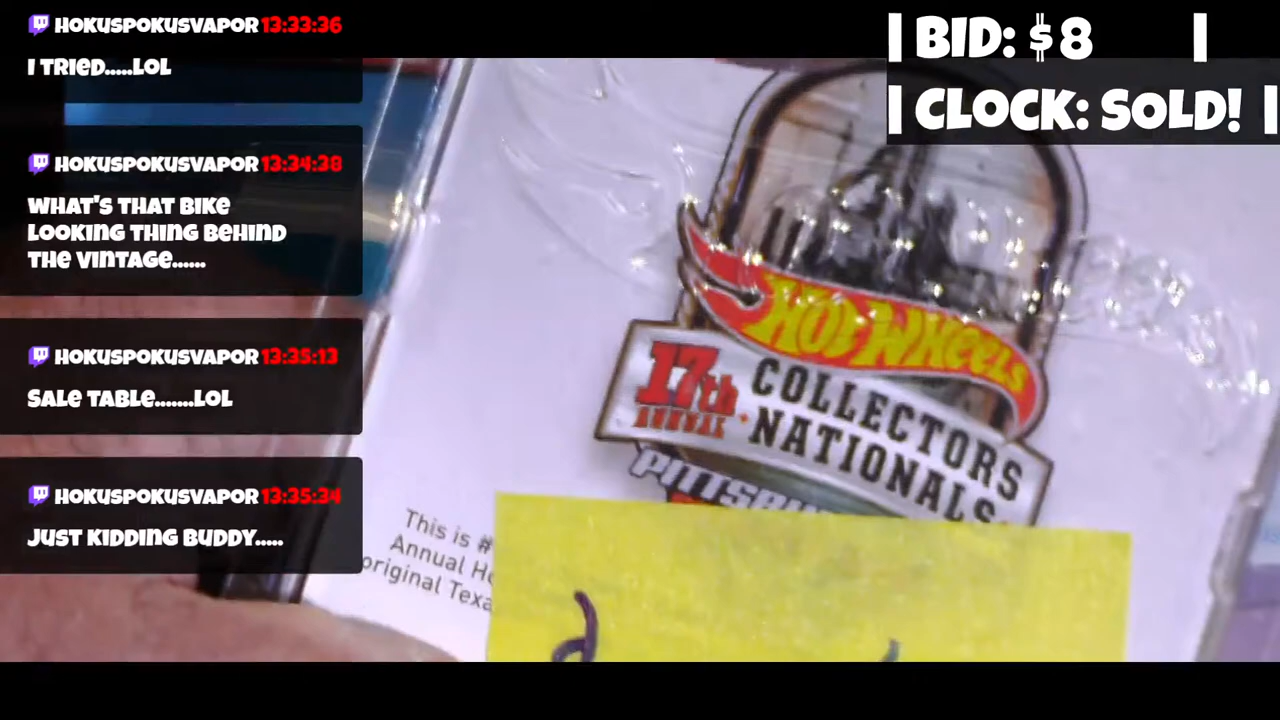 HOKUSPOKUSVAPOR 13:33:36
I TRIED.....LOL
HOKUSPOKUSVAPOR 13:34:38
WHAT'S THAT BIKE
LOOKING THING BEHIND
THE VINTAGE......
HOKUSPOKUSVAPOR 13:35:13
SALE TABLE.......LOL
HOKUSPOKUSVAPOR 13:35:34
JUST KIDDING BUDDY.....
| BID: $8 |
| CLOCK: SOLD! |
HOT WHEELS
17th ANNUAL
COLLECTORS
NATIONALS
This is #
Annual
original